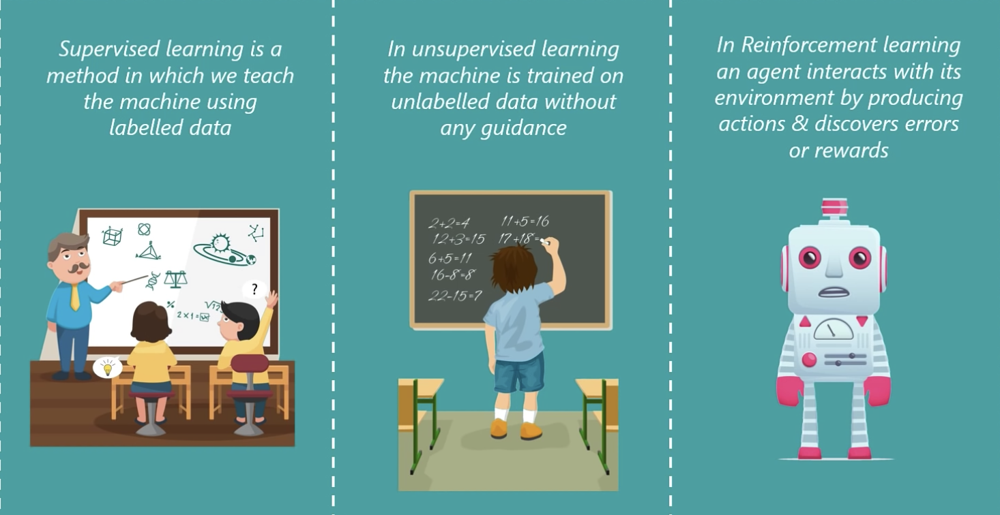 Supervised learning is a
method in which we teach
the machine using
labelled data
In unsupervised learning
the machine is trained on
unlabelled data without
any guidance
In Reinforcement learning
an agent interacts with its
environment by producing
actions & discovers errors
or rewards
?
%
2 x 1 =
2+2=4
12+3=15
6+5=11
16-8=8
22-15=7
11+5=16
17+18=